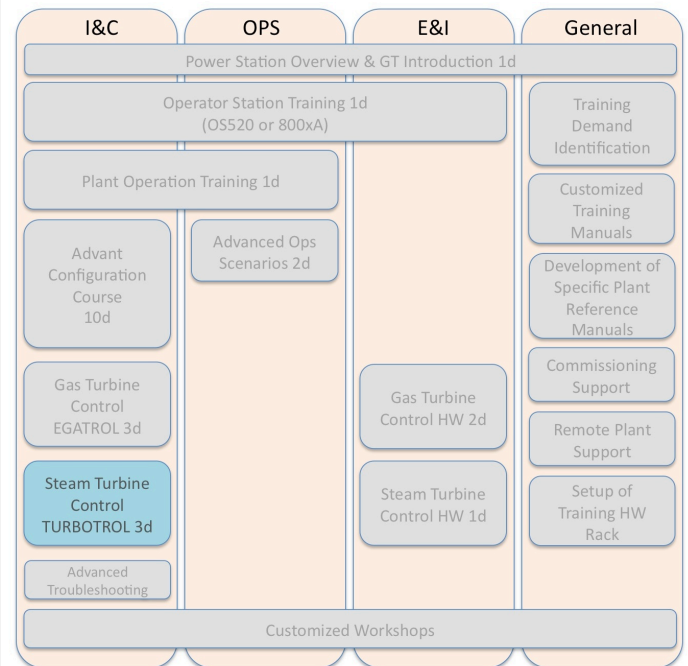 I&C
OPS
E&I
General
Power Station Overview & GT Introduction 1d
Operator Station Training 1d
(OS520 or 800xA)
Training
Demand
Identification
Plant Operation Training 1d
Customized
Training
Manuals
Advant
Configuration
Course
10d
Advanced Ops
Scenarios 2d
Development of
Specific Plant
Reference
Manuals
Gas Turbine
Control
EGATROL 3d
Gas Turbine
Control HW 2d
Commissioning
Support
Remote Plant
Support
Steam Turbine
Control
TURBOTROL 3d
Steam Turbine
Control HW 1d
Setup of
Training HW
Rack
Advanced
Troubleshooting
Customized Workshops